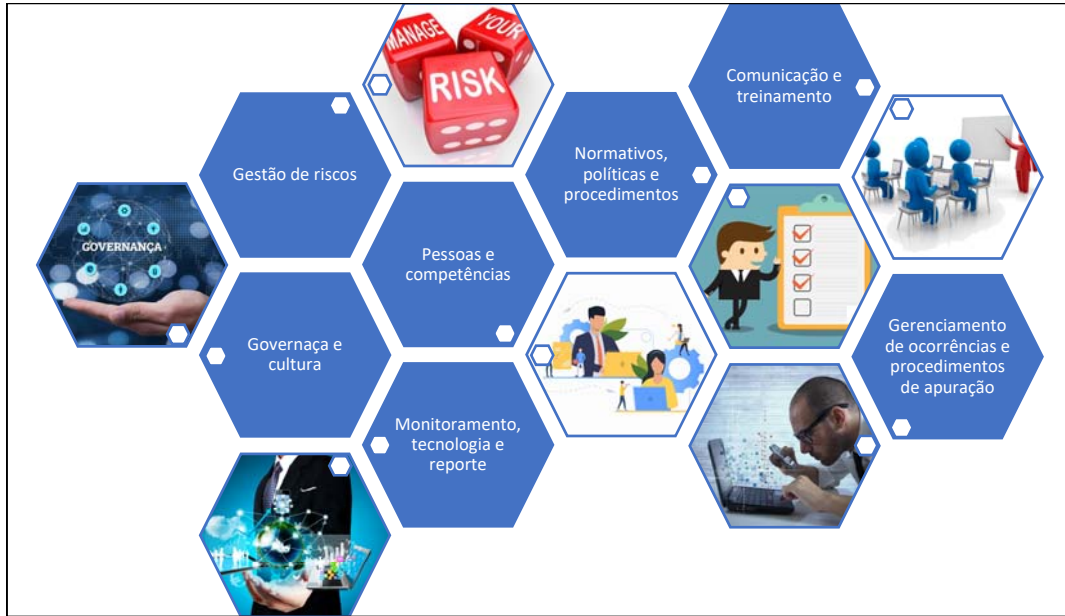 MANAGE
YOUR
RISK
Comunicação e
treinamento
Gestão de riscos
Normativos,
políticas e
procedimentos
GOVERNANÇA
Pessoas e
competências
Governaça e
cultura
Gerenciamento
de ocorrências e
procedimentos
de apuração
Monitoramento,
tecnologia e
reporte